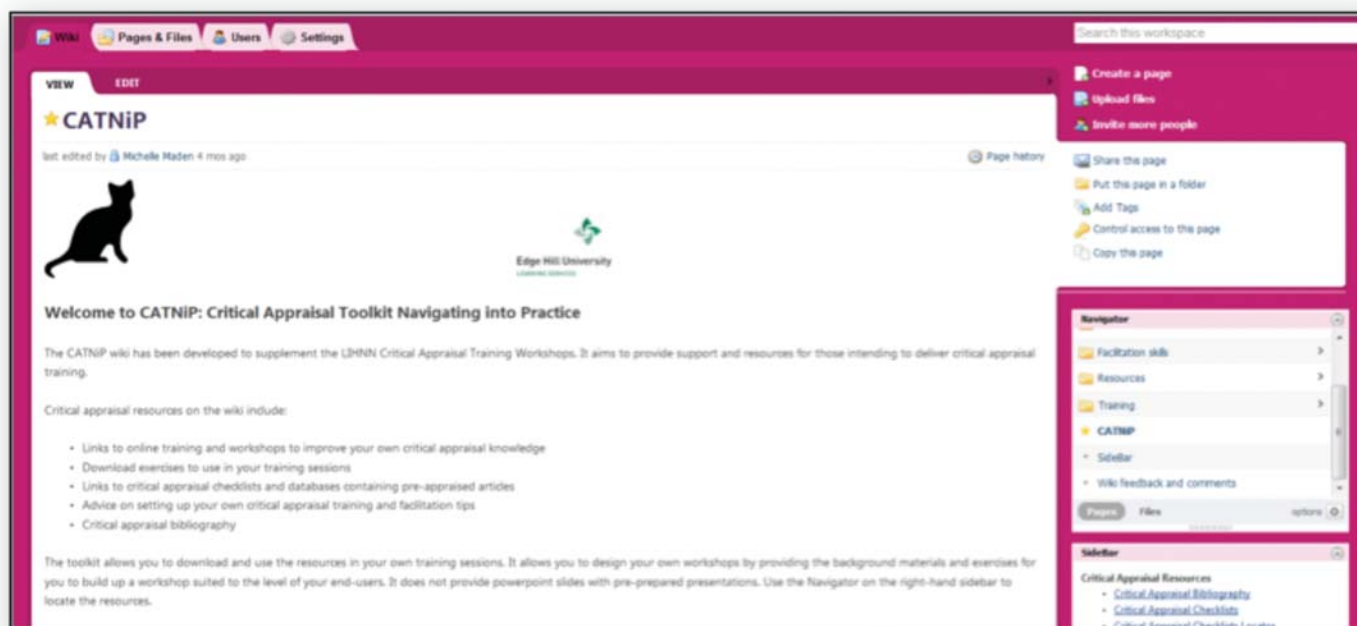 Wiki
Pages & Files
Users
Settings
Search this workspace
VIEW
EDIT
Create a page
Upload files
Invite more people
CATNiP
last edited by Michelle Maden 4 mos ago
Page history
Share this page
Put this page in a folder
Add Tags
Control access to this page
Copy this page
Edge Hill University
LEARNING SERVICES
Welcome to CATNiP: Critical Appraisal Toolkit Navigating into Practice
The CATNiP wiki has been developed to supplement the LIHNN Critical Appraisal Training Workshops. It aims to provide support and resources for those intending to deliver critical appraisal
training.
Critical appraisal resources on the wiki include:
• Links to online training and workshops to improve your own critical appraisal knowledge
• Download exercises to use in your training sessions
• Links to critical appraisal checklists and databases containing pre-appraised articles
• Advice on setting up your own critical appraisal training and facilitation tips
• Critical appraisal bibliography
The toolkit allows you to download and use the resources in your own training sessions. It allows you to design your own workshops by providing the background materials and exercises for
you to build up a workshop suited to the level of your end-users. It does not provide powerpoint slides with pre-prepared presentations. Use the Navigator on the right-hand sidebar to
locate the resources.
Navigator
Facilitation skills
Resources
Training
CATNiP
SideBar
Wiki feedback and comments
Pages
Files
options
SideBar
Critical Appraisal Resources
• Critical Appraisal Bibliography
• Critical Appraisal Checklists
• Critical Appraisal Checklists Locator